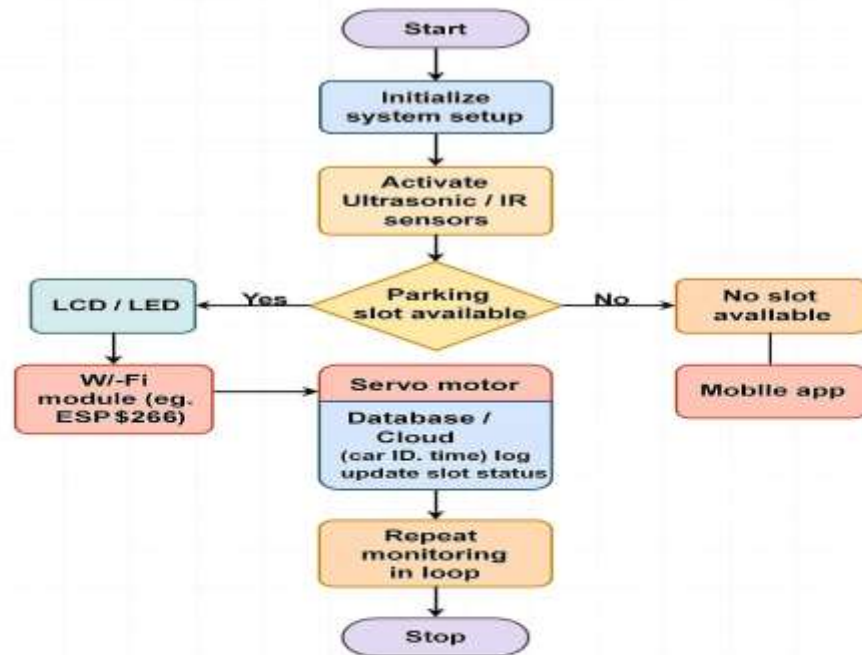 Start
Initialize
system setup
Activate
Ultrasonic / IR
sensors
Parking
slot available
Yes
No
LCD / LED
No slot
available
W/-Fi
module (eg.
ESP $266)
Servo motor
Mobile app
Database /
Cloud
(car ID. time) log
update slot status
Repeat
monitoring
in loop
Stop